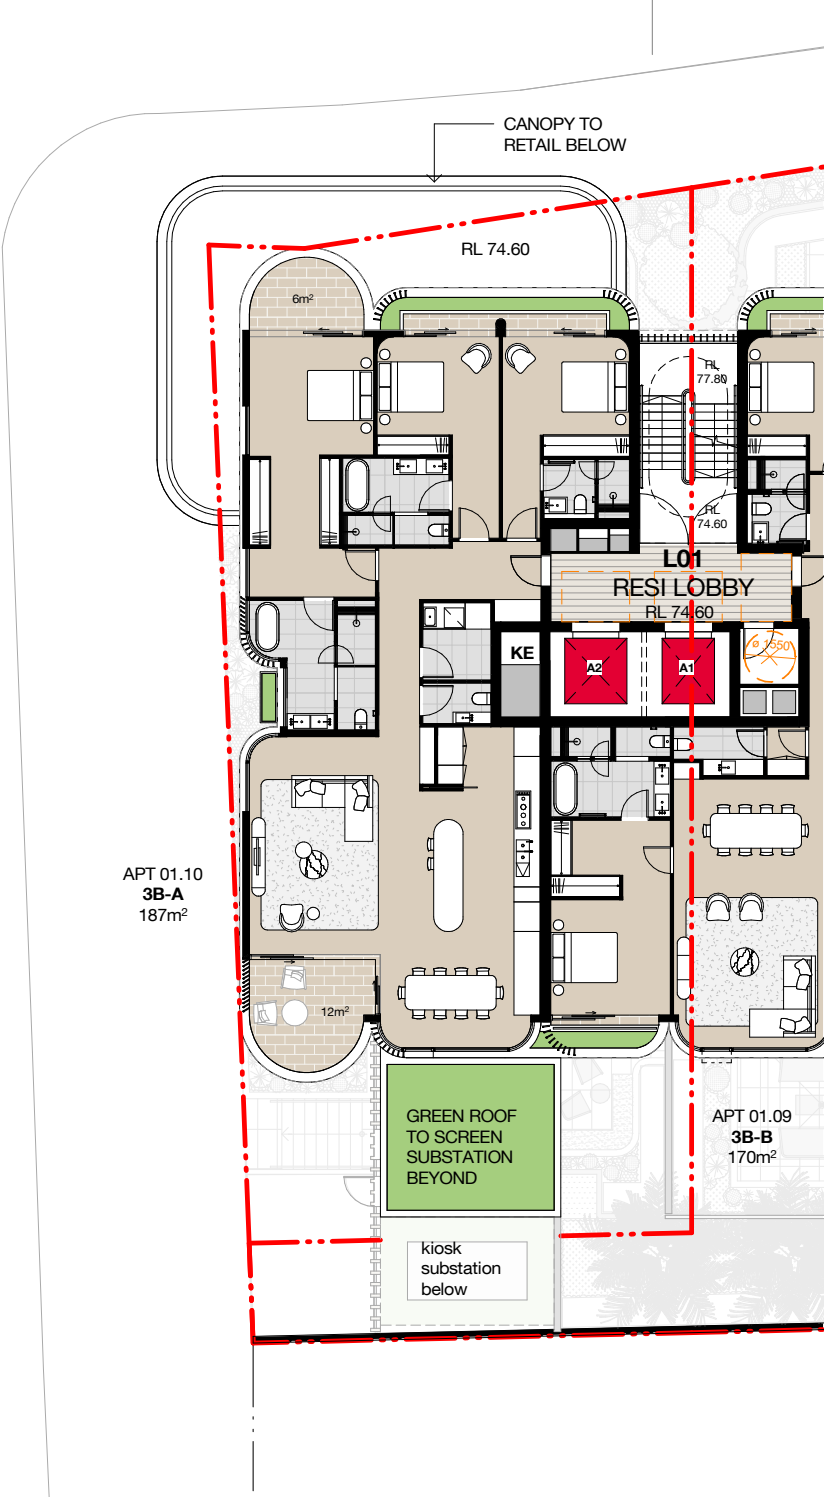 CANOPY TO
RETAIL BELOW
RL 74.60
6m²
RL
77.80
RL
74.60
L01
RESI LOBBY
RL 74.60
KE
A2
A1
ø 1550
APT 01.10
3B-A
187m²
12m²
GREEN ROOF
TO SCREEN
SUBSTATION
BEYOND
APT 01.09
3B-B
170m²
kiosk
substation
below